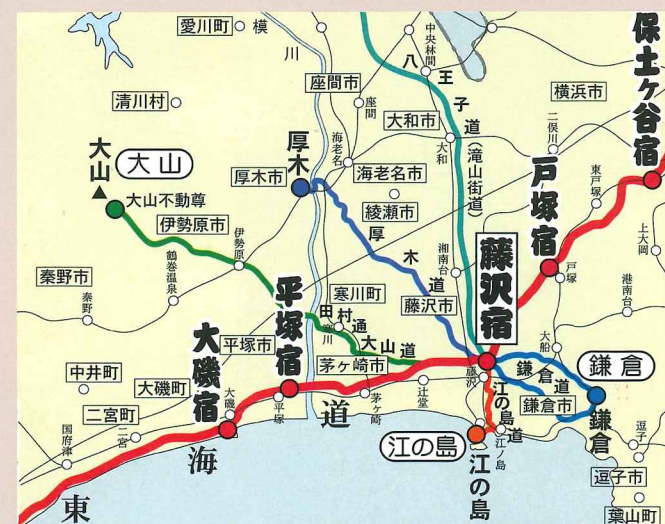 愛川町
模
川
中央林間
八王子道(滝山街道)
保土ヶ谷宿
座間市
座間
横浜市
清川村
大和市
大和
二俣川
大山
大山
厚木
海老名
海老名市
戸塚宿
東戸塚
厚木市
大山不動尊
綾瀬市
伊勢原市
厚木道
湘南台
藤沢宿
上大岡
伊勢原
秦野市
鶴巻温泉
平塚宿
寒川町
藤沢市
戸塚
港南台
秦野
田村通大山道
寒川
大磯宿
平塚市
茅ヶ崎市
大船
鎌倉
中井町
大磯町
藤沢
鎌倉道
鎌倉市
二宮町
大磯
平塚
茅ヶ崎
辻堂
江の島道
鎌倉
国府津
二宮
道
江の島
江ノ島
江の島
逗子
海
逗子市
東
葉山町